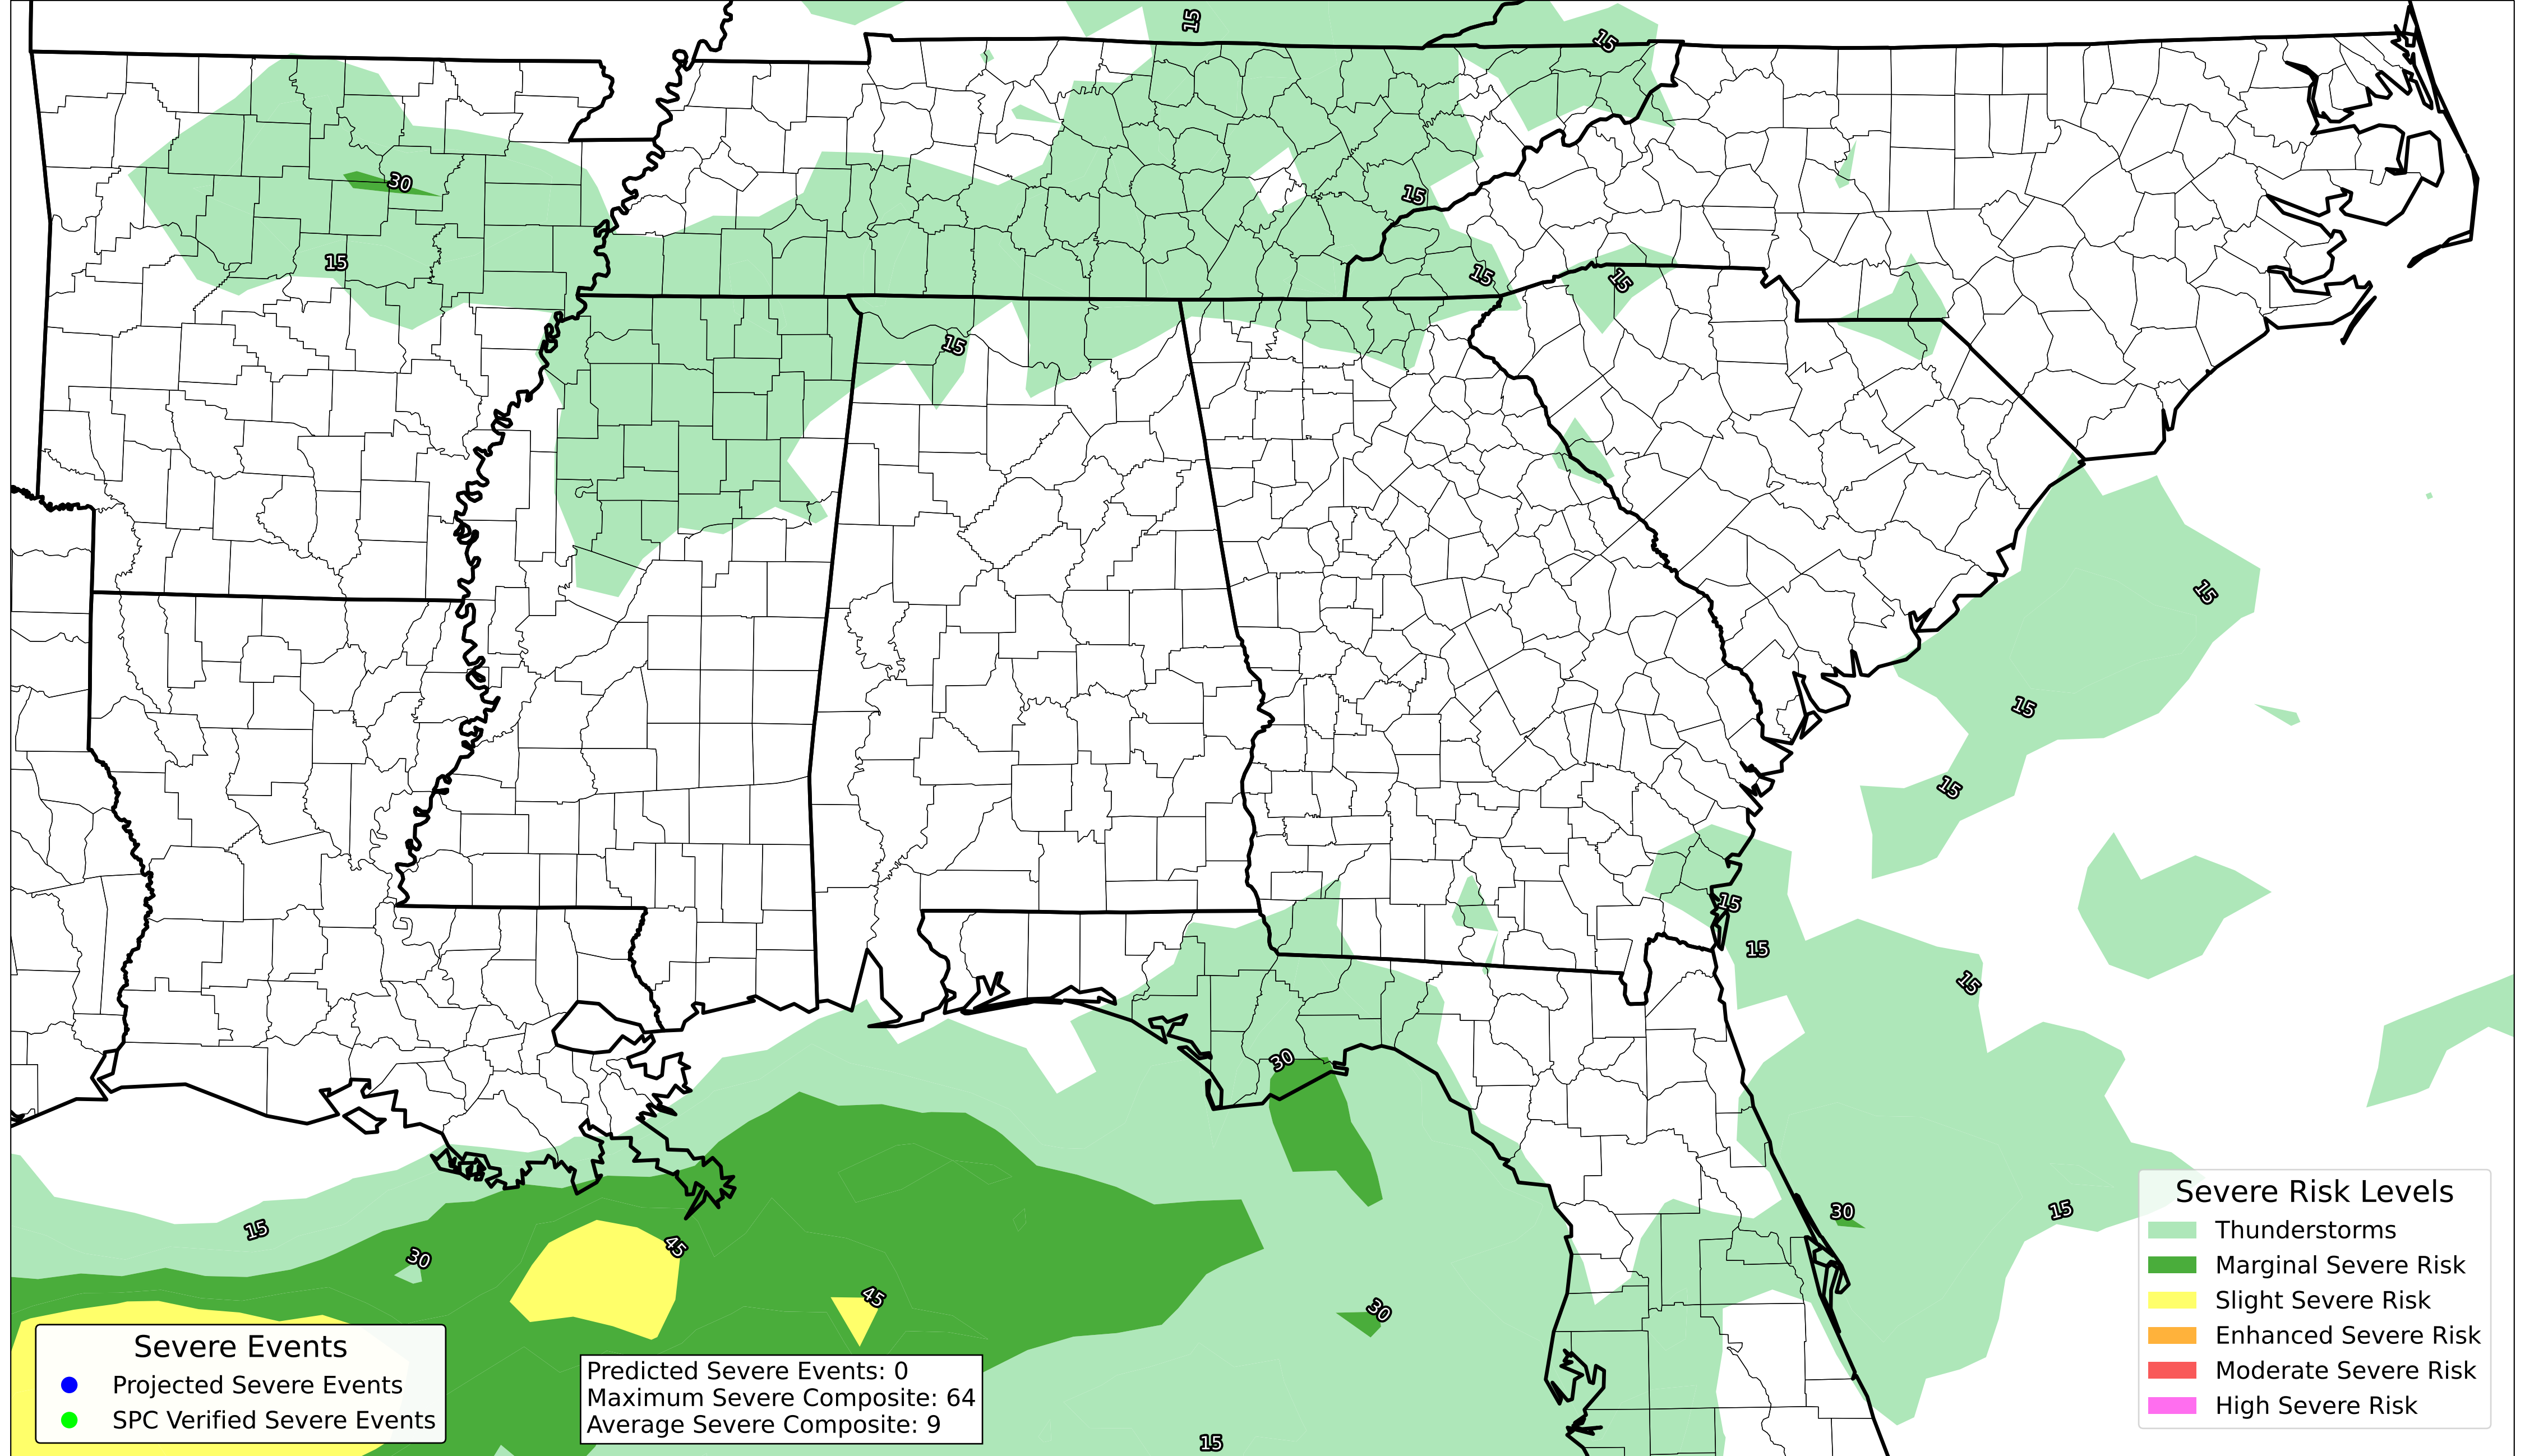 15
15
30
15
15
15
15
15
15
15
15
15
15
15
30
15
30
15
15
30
45
45
30
15
Severe Risk Levels
Thunderstorms
Marginal Severe Risk
Slight Severe Risk
Enhanced Severe Risk
Moderate Severe Risk
High Severe Risk
Severe Events
Projected Severe Events
SPC Verified Severe Events
Predicted Severe Events: 0
Maximum Severe Composite: 64
Average Severe Composite: 9